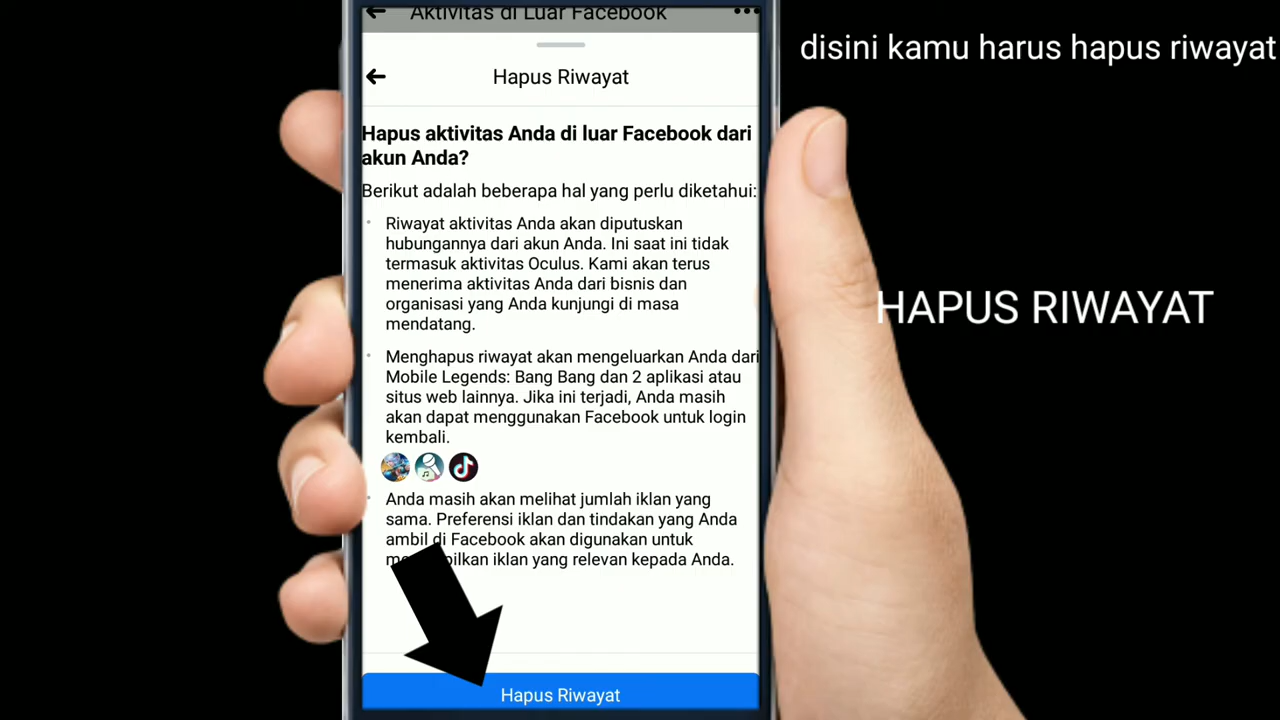 Aktivitas di Luar Facebook
disini kamu harus hapus riwayat
Hapus Riwayat
Hapus aktivitas Anda di luar Facebook dari
akun Anda?
Berikut adalah beberapa hal yang perlu diketahui:
Riwayat aktivitas Anda akan diputuskan
hubungannya dari akun Anda. Ini saat ini tidak
termasuk aktivitas Oculus. Kami akan terus
menerima aktivitas Anda dari bisnis dan
organisasi yang Anda kunjungi di masa
mendatang.
HAPUS RIWAYAT
Menghapus riwayat akan mengeluarkan Anda dari
Mobile Legends: Bang Bang dan 2 aplikasi atau
situs web lainnya. Jika ini terjadi, Anda masih
akan dapat menggunakan Facebook untuk login
kembali.
Anda masih akan melihat jumlah iklan yang
sama. Preferensi iklan dan tindakan yang Anda
ambil di Facebook akan digunakan untuk
iklan yang relevan kepada Anda.
Hapus Riwayat